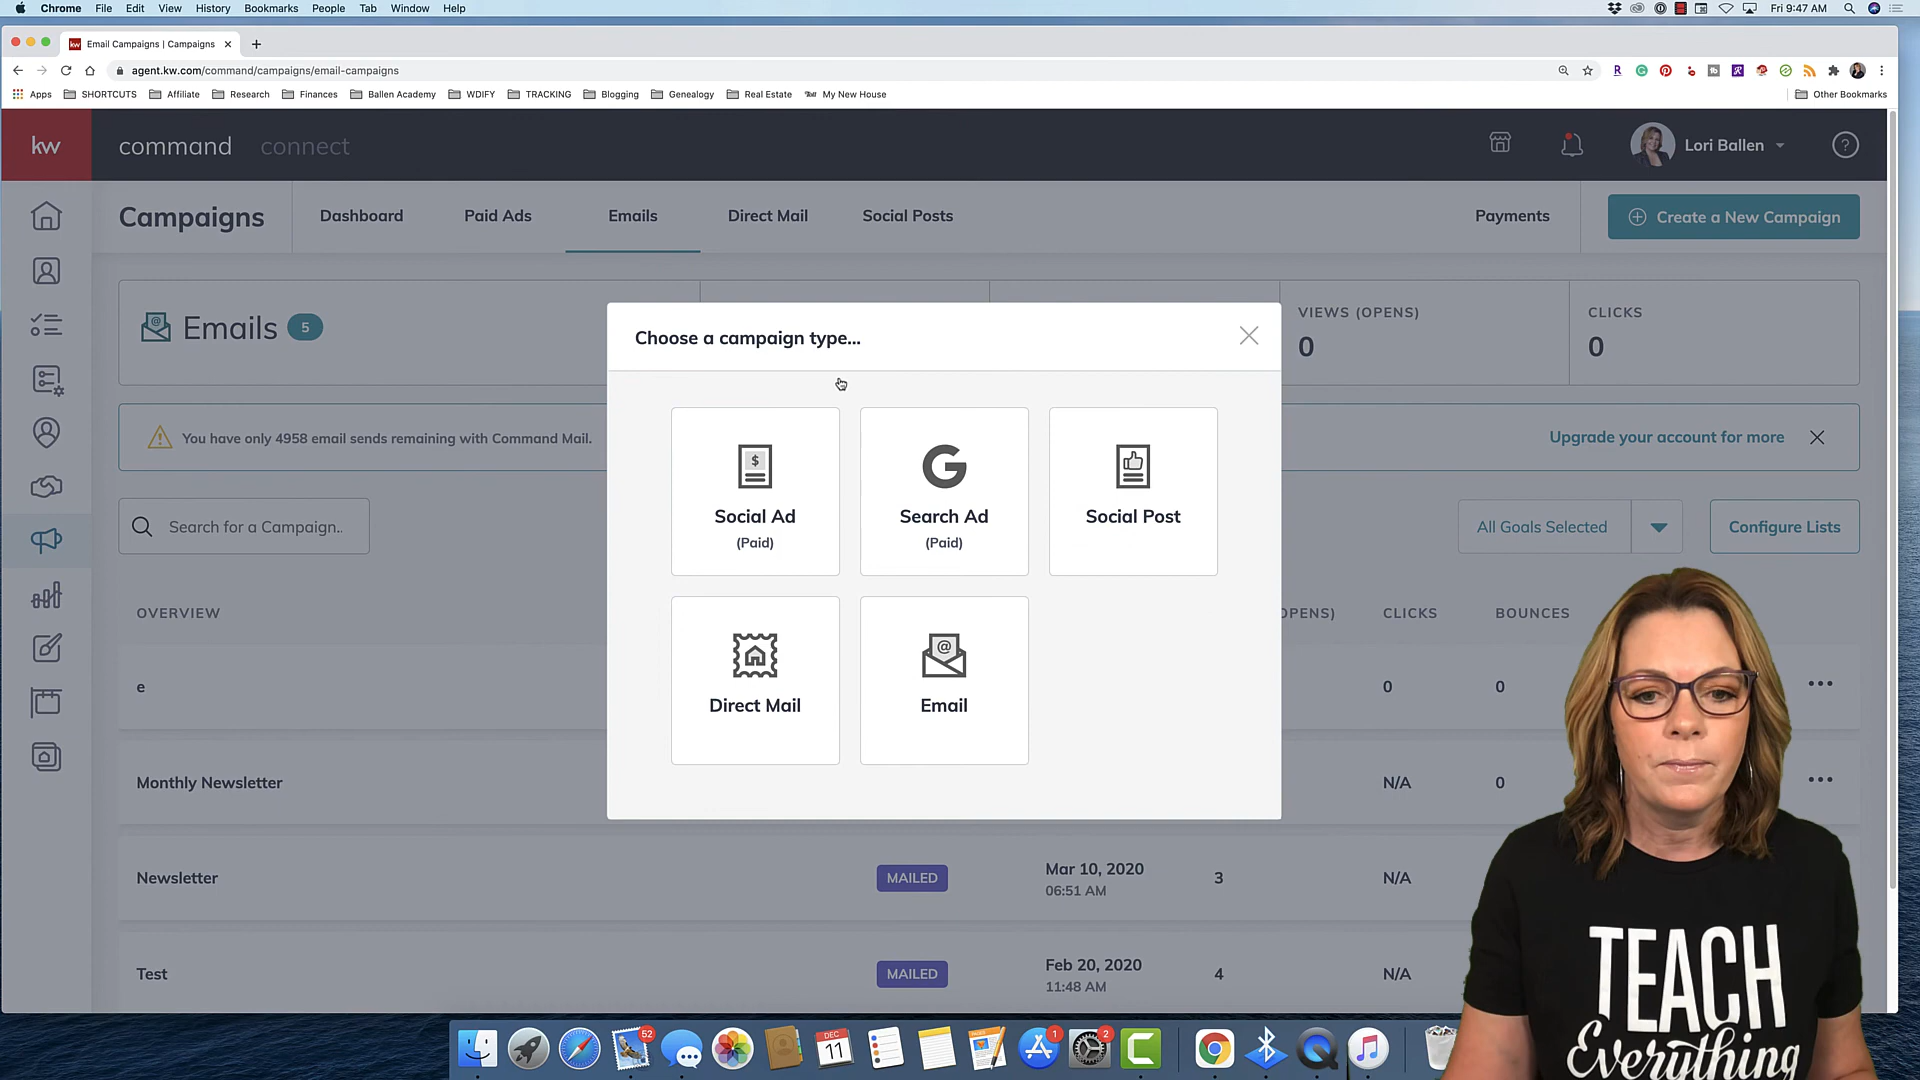 Chrome File Edit View History Bookmarks People Tab Window Help
Fri 9:47 AM
Email Campaigns | Campaigns
agent.kw.com/command/campaigns/email-campaigns
Apps SHORTCUTS Affiliate Research Finances Ballen Academy WDIFY TRACKING Blogging Genealogy Real Estate My New House Other Bookmarks
kw command connect Lori Ballen
Campaigns Dashboard Paid Ads Emails Direct Mail Social Posts Payments Create a New Campaign
Emails 5
VIEWS (OPENS) CLICKS
0 0
Choose a campaign type...
You have only 4958 email sends remaining with Command Mail. Upgrade your account for more
Search for a Campaign.. All Goals Selected Configure Lists
Social Ad
(Paid)
Search Ad
(Paid)
Social Post
Direct Mail
Email
OVERVIEW OPENS) CLICKS BOUNCES
e 0 0
Monthly Newsletter N/A 0
Newsletter MAILED Mar 10, 2020 3 N/A
06:51 AM
Test MAILED Feb 20, 2020 4 N/A
11:48 AM
TEACH
Everything
52 DEC 11 1 2